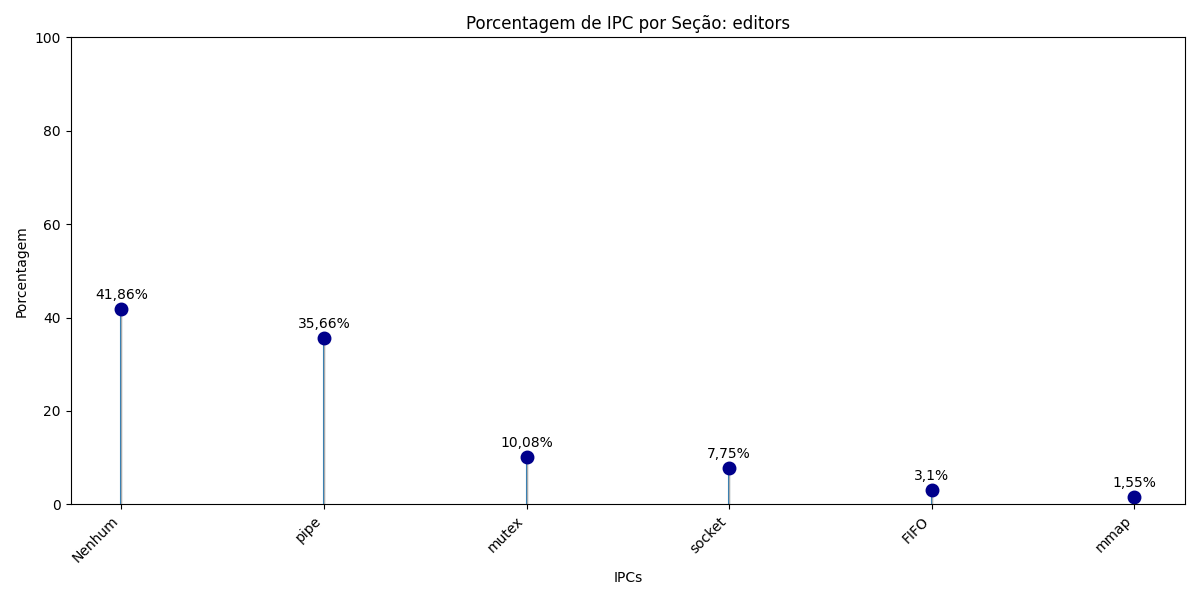 Porcentagem de IPC por Seção: editors
Porcentagem
100
80
60
40
20
0
41,86%
35,66%
10,08%
7,75%
3,1%
1,55%
Nenhum
pipe
mutex
socket
FIFO
mmap
IPCs